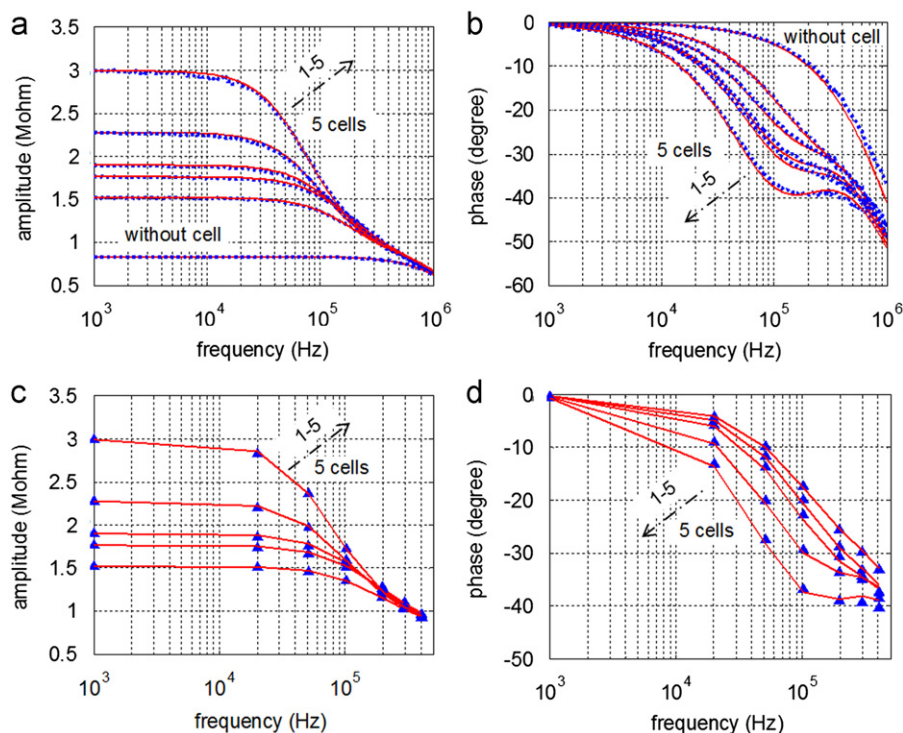 a
3.5
3
2.5
2
1.5
1
0.5
amplitude (Mohm)
1-5
5 cells
without cell
10^3
10^4
10^5
10^6
frequency (Hz)
b
0
-10
-20
-30
-40
-50
-60
phase (degree)
without cell
5 cells
1-5
10^3
10^4
10^5
10^6
frequency (Hz)
c
3.5
3
2.5
2
1.5
1
0.5
amplitude (Mohm)
1-5
5 cells
10^3
10^4
10^5
frequency (Hz)
d
0
-10
-20
-30
-40
-50
phase (degree)
1-5
5 cells
10^3
10^4
10^5
frequency (Hz)